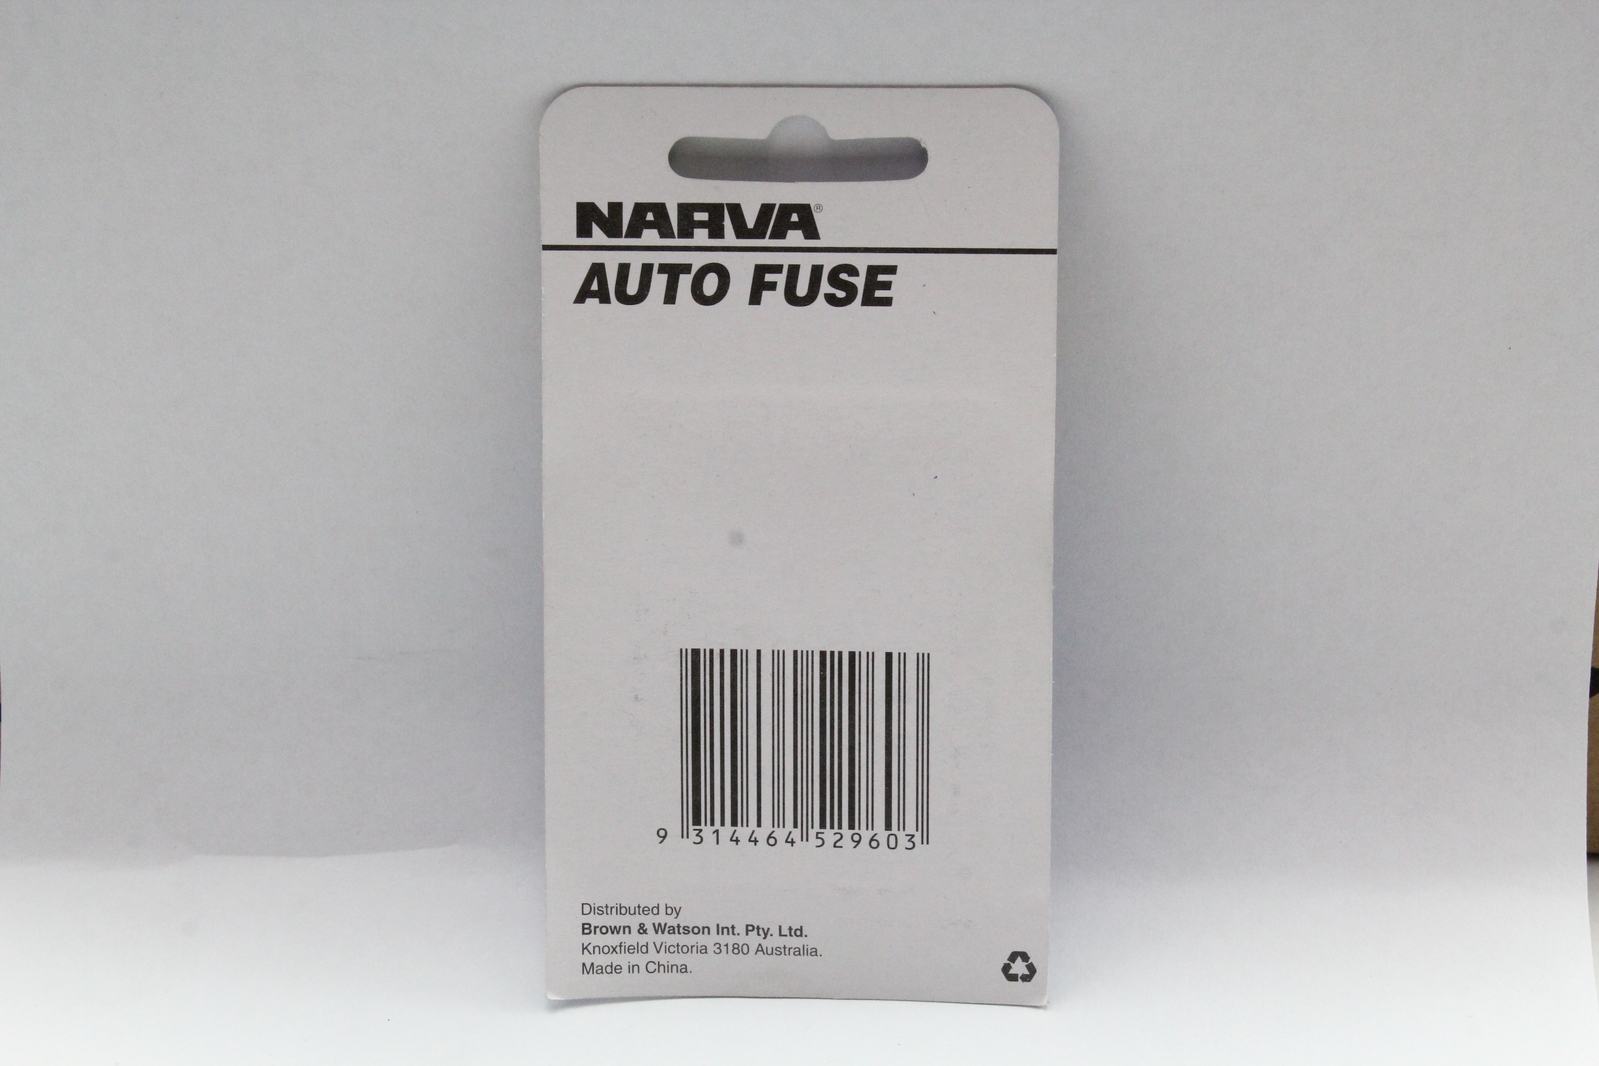 NARVA®
AUTO FUSE
9 314464 529603
Distributed by
Brown & Watson Int. Pty. Ltd.
Knoxfield Victoria 3180 Australia.
Made in China.